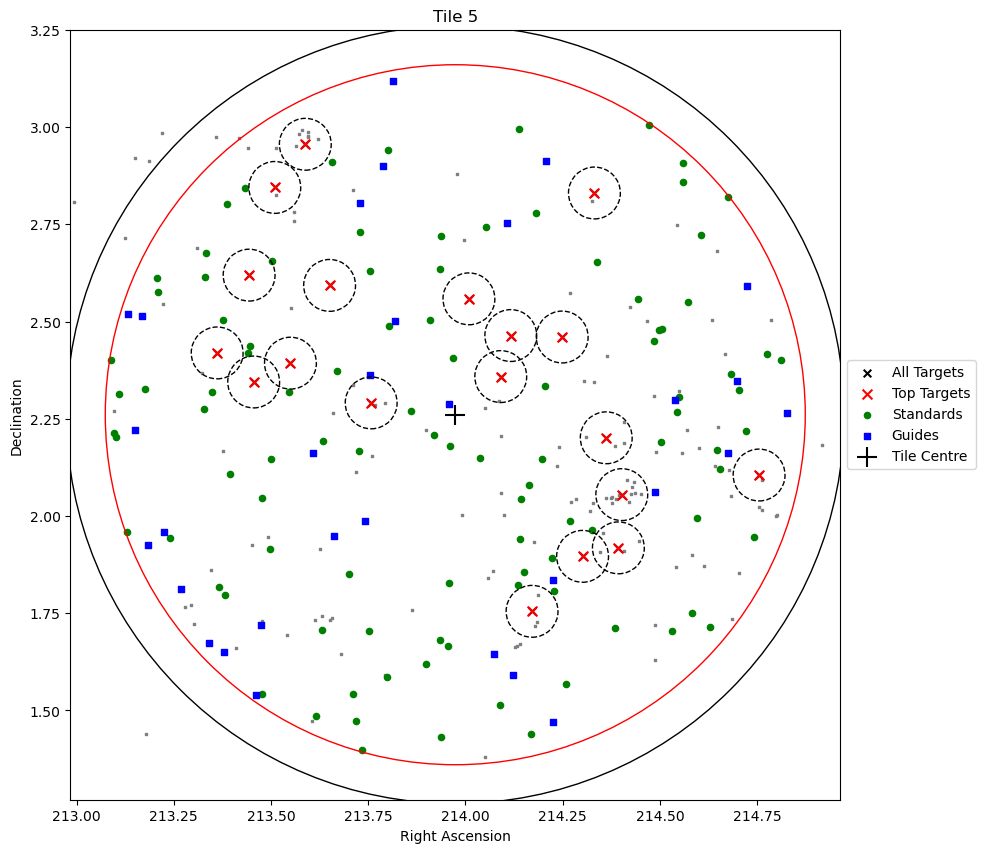 Tile 5
3.25
3.00
2.75
2.50
2.25
2.00
1.75
1.50
Declination
213.00 213.25 213.50 213.75 214.00 214.25 214.50 214.75
Right Ascension
All Targets
Top Targets
Standards
Guides
Tile Centre